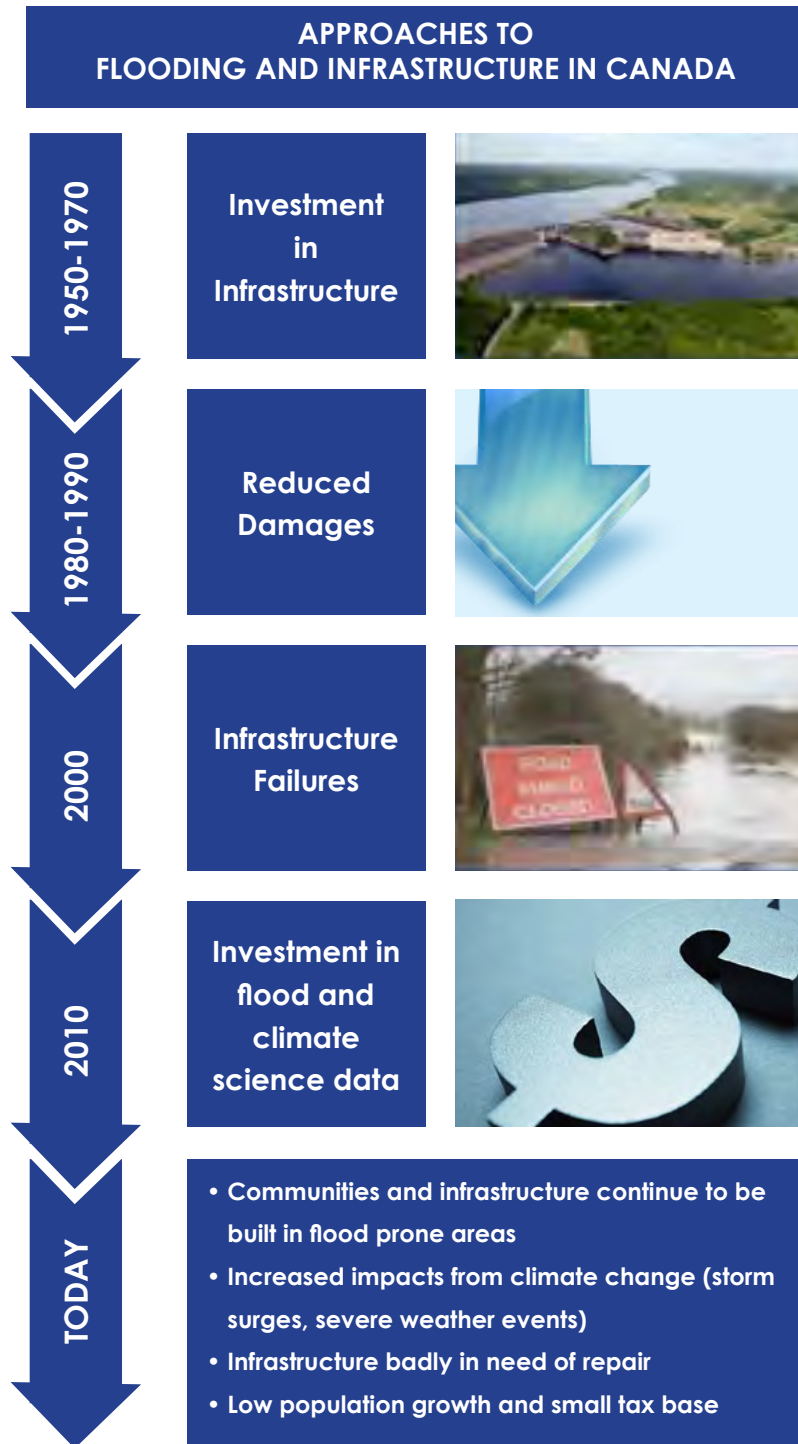 APPROACHES TO
FLOODING AND INFRASTRUCTURE IN CANADA
1950-1970
Investment
in
Infrastructure
1980-1990
Reduced
Damages
2000
Infrastructure
Failures
ROAD
CLOSED
2010
Investment in
flood and
climate
science data
$
TODAY
• Communities and infrastructure continue to be
built in flood prone areas
• Increased impacts from climate change (storm
surges, severe weather events)
• Infrastructure badly in need of repair
• Low population growth and small tax base